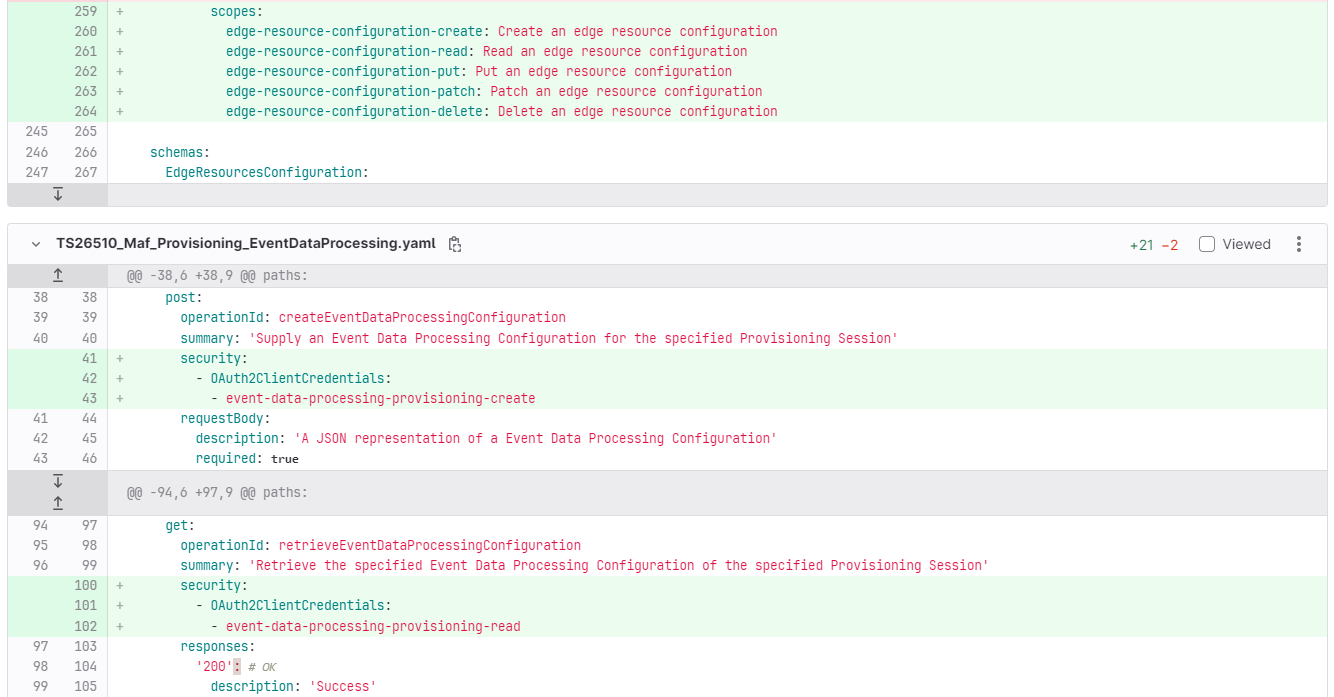 259 + scopes:
260 + edge-resource-configuration-create: Create an edge resource configuration
261 + edge-resource-configuration-read: Read an edge resource configuration
262 + edge-resource-configuration-put: Put an edge resource configuration
263 + edge-resource-configuration-patch: Patch an edge resource configuration
264 + edge-resource-configuration-delete: Delete an edge resource configuration
245 265
246 266 schemas:
247 267 EdgeResourcesConfiguration:
TS26510_Maf_Provisioning_EventDataProcessing.yaml +21 −2 Viewed
@@ -38,6 +38,9 @@ paths:
38 38 post:
39 39 operationId: createEventDataProcessingConfiguration
40 40 summary: 'Supply an Event Data Processing Configuration for the specified Provisioning Session'
41 + security:
42 + - OAuth2ClientCredentials:
43 + - event-data-processing-provisioning-create
41 44 requestBody:
42 45 description: 'A JSON representation of a Event Data Processing Configuration'
43 46 required: true
@@ -94,6 +97,9 @@ paths:
94 97 get:
95 98 operationId: retrieveEventDataProcessingConfiguration
96 99 summary: 'Retrieve the specified Event Data Processing Configuration of the specified Provisioning Session'
100 + security:
101 + - OAuth2ClientCredentials:
102 + - event-data-processing-provisioning-read
97 103 responses:
98 104 '200': # OK
99 105 description: 'Success'